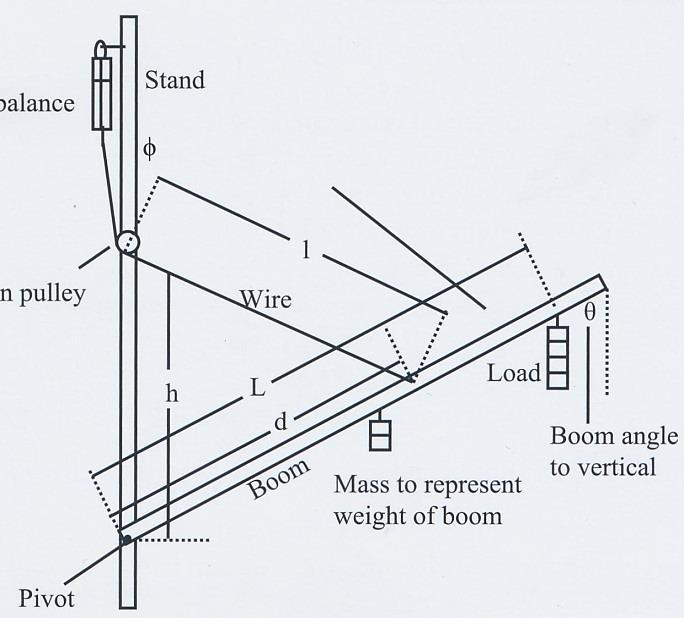 Stand
balance
ϕ
l
n pulley
Wire
h
L
Load
θ
d
Boom
Boom angle
to vertical
Mass to represent
weight of boom
Pivot